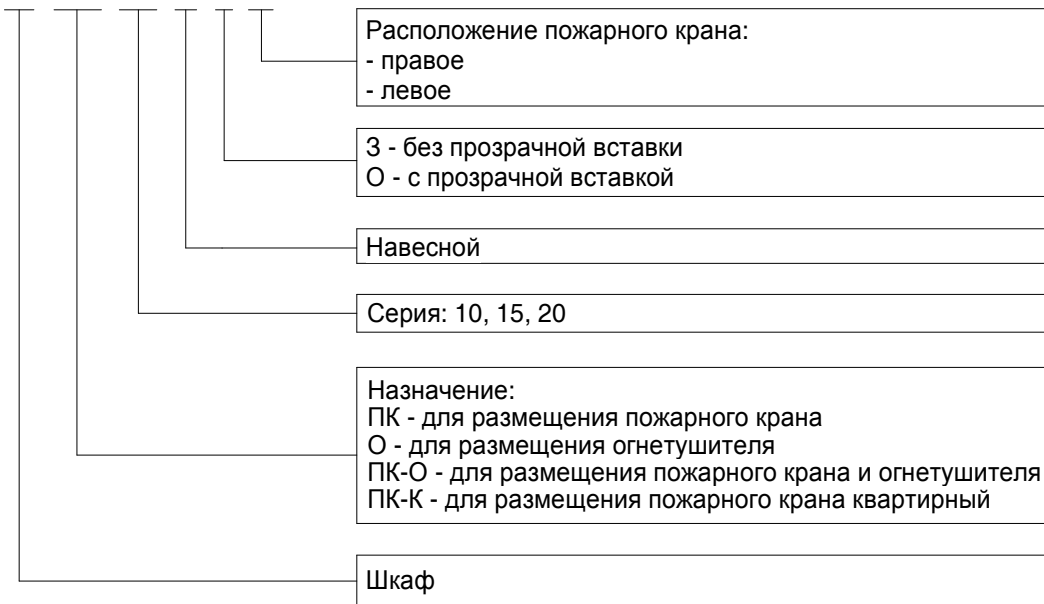 Расположение пожарного крана:
- правое
- левое
З - без прозрачной вставки
О - с прозрачной вставкой
Навесной
Серия: 10, 15, 20
Назначение:
ПК - для размещения пожарного крана
О - для размещения огнетушителя
ПК-О - для размещения пожарного крана и огнетушителя
ПК-К - для размещения пожарного крана квартирный
Шкаф